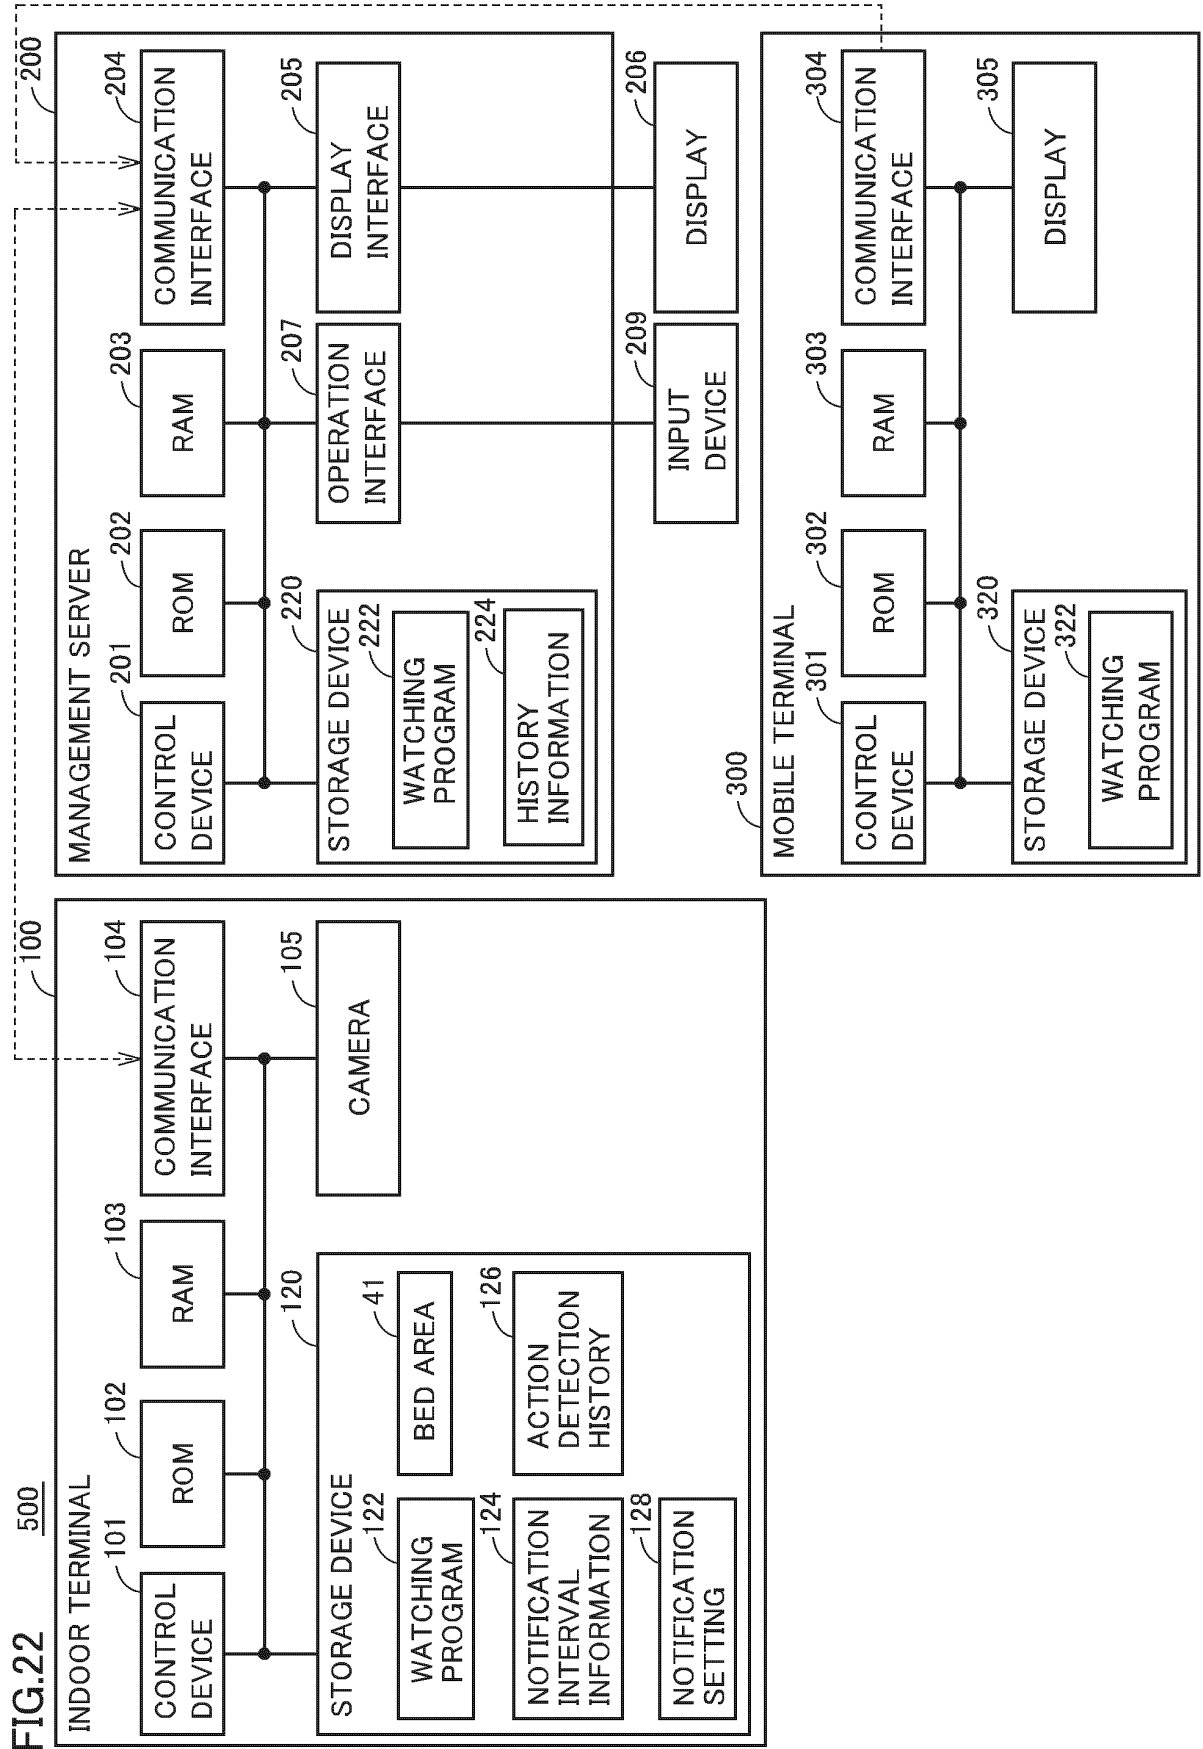 FIG.22
500
100
INDOOR TERMINAL
101
CONTROL
DEVICE
102
ROM
103
RAM
104
COMMUNICATION
INTERFACE
105
CAMERA
120
STORAGE DEVICE
122
WATCHING
PROGRAM
41
BED AREA
124
NOTIFICATION
INTERVAL
INFORMATION
126
ACTION
DETECTION
HISTORY
128
NOTIFICATION
SETTING
200
MANAGEMENT SERVER
201
CONTROL
DEVICE
202
ROM
203
RAM
204
COMMUNICATION
INTERFACE
220
STORAGE DEVICE
222
WATCHING
PROGRAM
224
HISTORY
INFORMATION
207
OPERATION
INTERFACE
205
DISPLAY
INTERFACE
209
INPUT
DEVICE
206
DISPLAY
300
MOBILE TERMINAL
301
CONTROL
DEVICE
302
ROM
303
RAM
304
COMMUNICATION
INTERFACE
320
STORAGE DEVICE
322
WATCHING
PROGRAM
305
DISPLAY